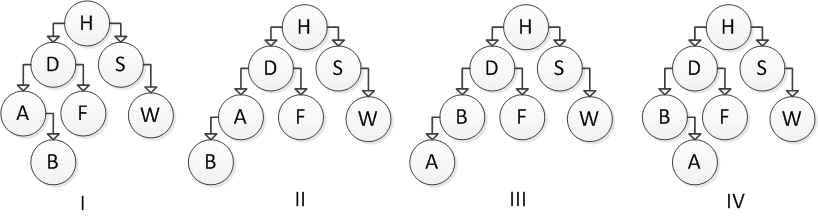 H H H H
D S D S D S D S
A F W A F W B F W B F W
B B A A
I II III IV